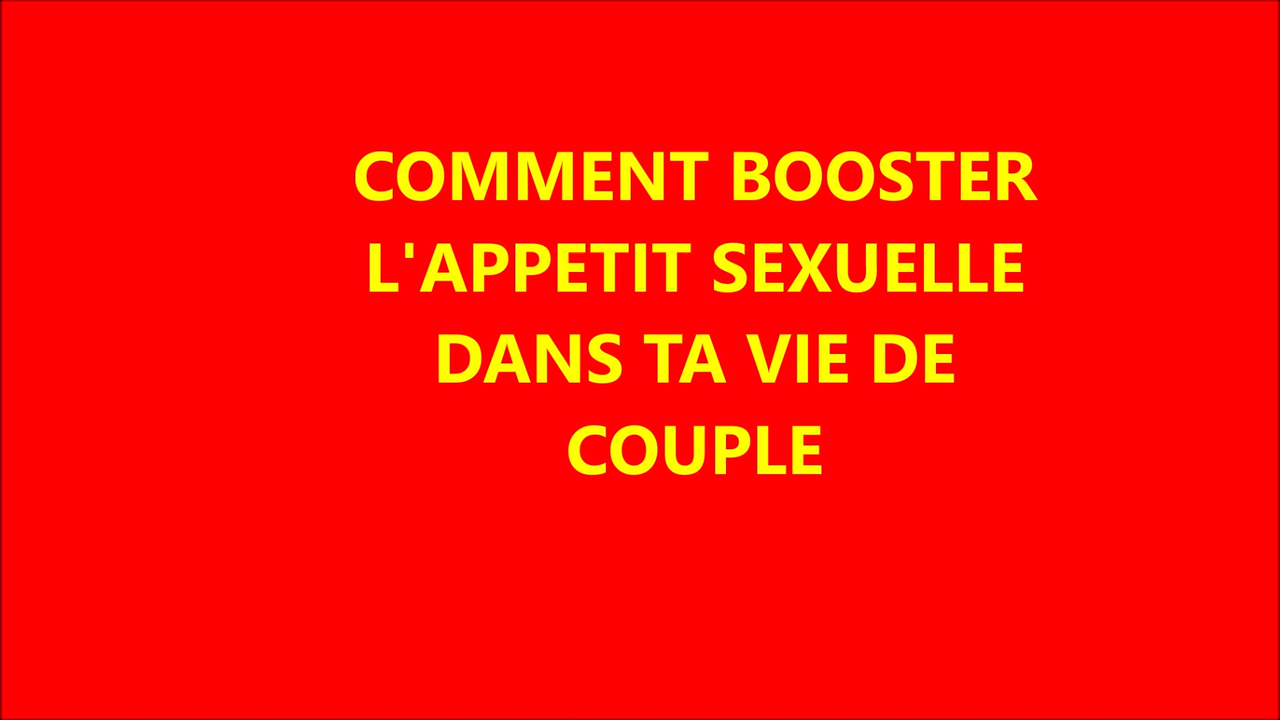 COMMENT BOOSTER
L'APPETIT SEXUELLE
DANS TA VIE DE
COUPLE